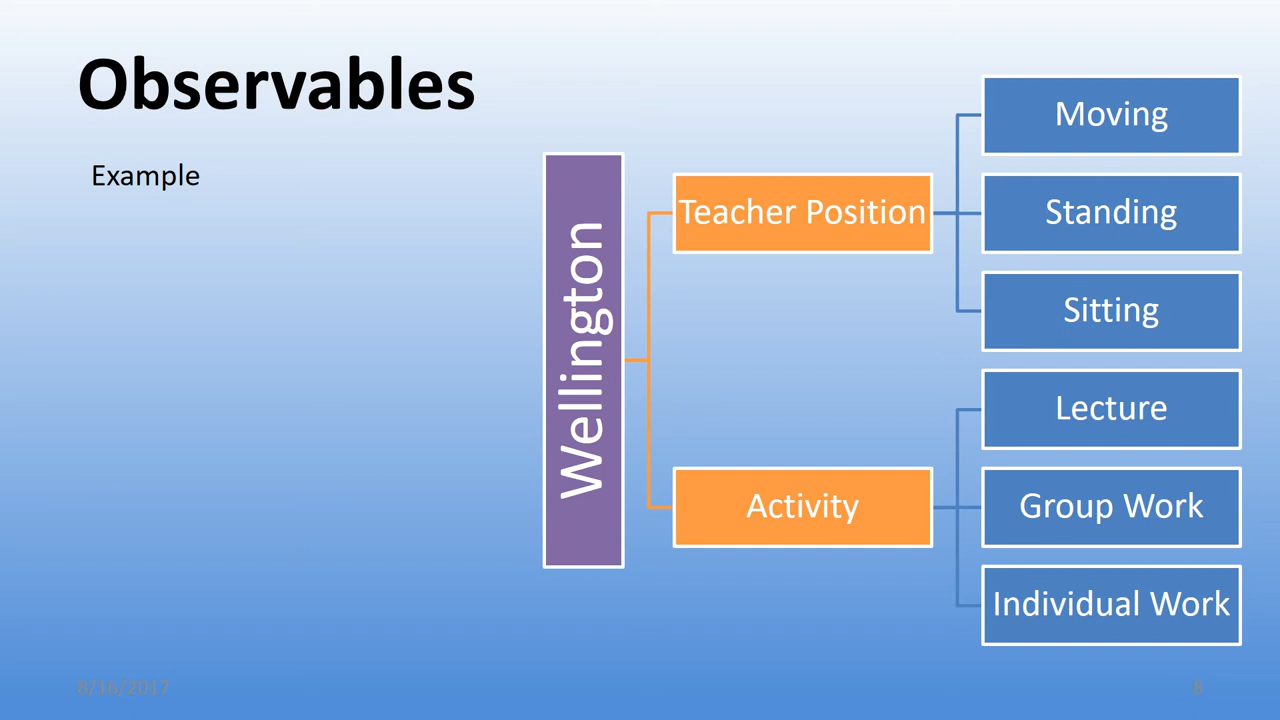 Observables
Example
Wellington
Teacher Position
Moving
Standing
Sitting
Activity
Lecture
Group Work
Individual Work
6/16/2017
8